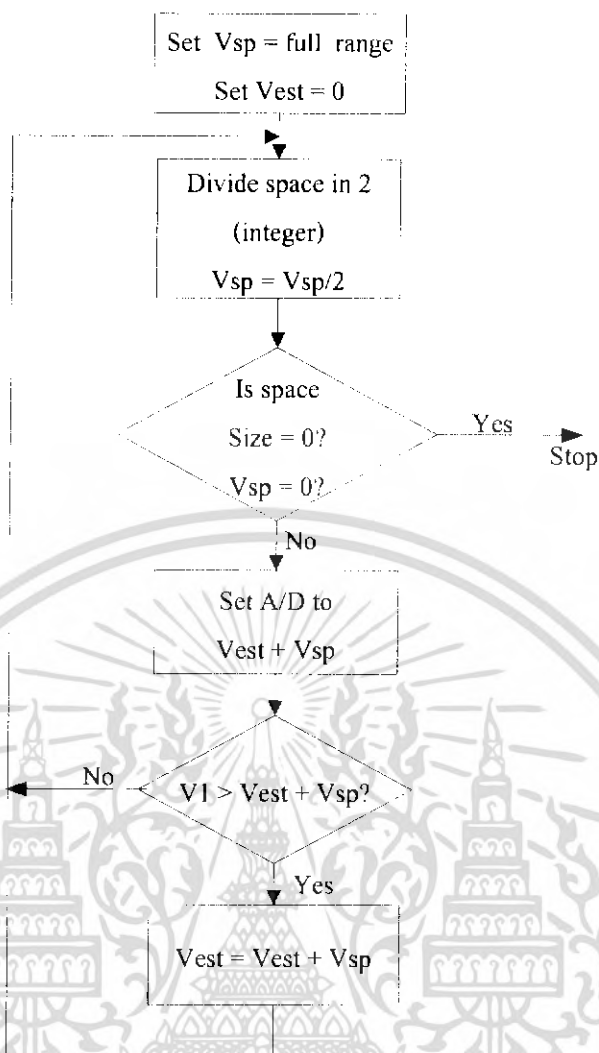 Set Vsp = full range
Set Vest = 0
Divide space in 2
(integer)
Vsp = Vsp/2
Is space
Size = 0?
Vsp = 0?
Yes
Stop
No
Set A/D to
Vest + Vsp
No
V1 > Vest + Vsp?
Yes
Vest = Vest + Vsp